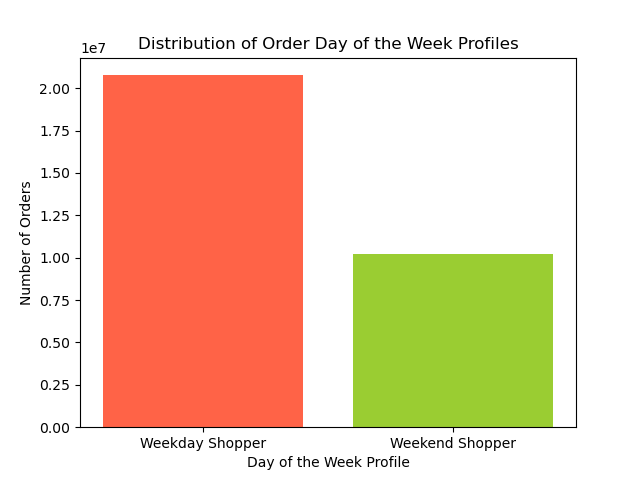 Distribution of Order Day of the Week Profiles
1e7
2.00
1.75
1.50
1.25
1.00
0.75
0.50
0.25
0.00
Number of Orders
Weekday Shopper
Weekend Shopper
Day of the Week Profile